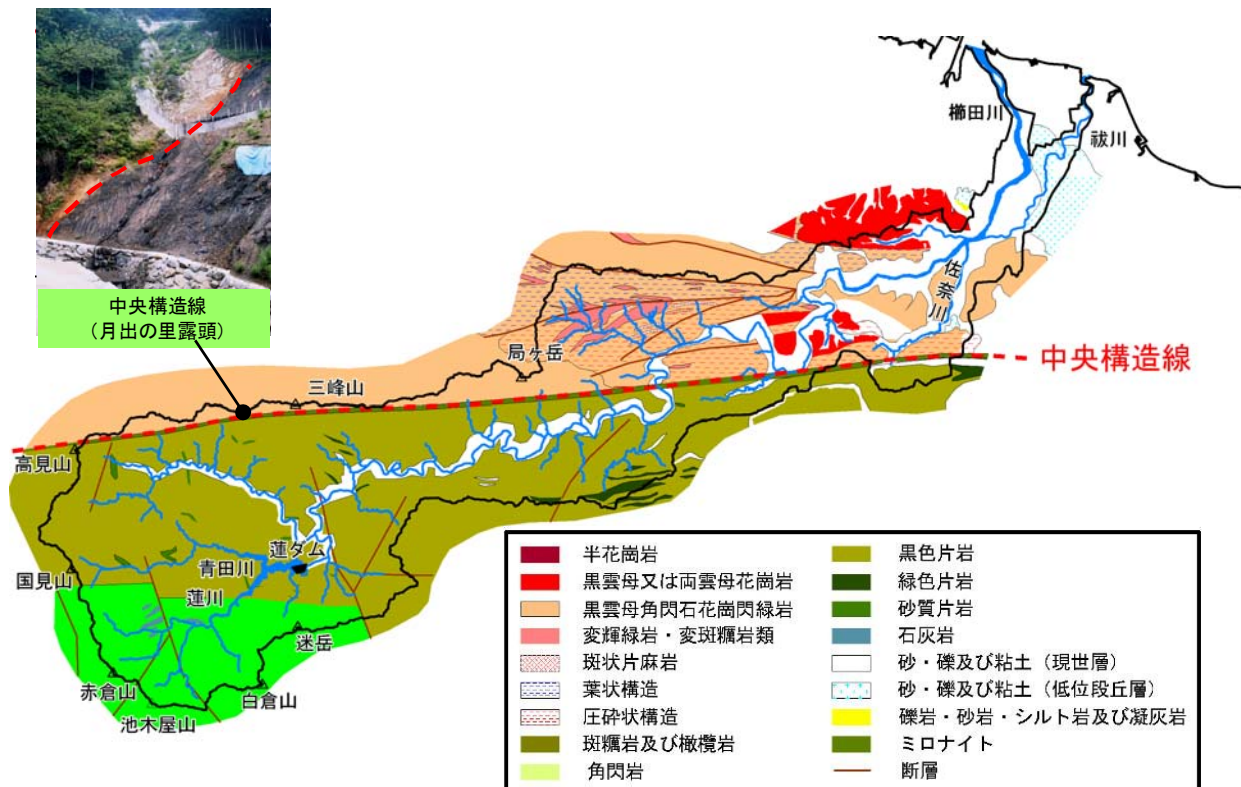 中央構造線
（月出の里露頭）
櫛田川
祓川
佐奈川
中央構造線
局ヶ岳
三峰山
高見山
蓮ダム
青田川
国見山
蓮川
迷岳
赤倉山
白倉山
池木屋山
半花崗岩
黒雲母又は両雲母花崗岩
黒雲母角閃石花崗閃緑岩
変輝緑岩・変斑糲岩類
斑状片麻岩
葉状構造
圧砕状構造
斑糲岩及び橄欖岩
角閃岩
黒色片岩
緑色片岩
砂質片岩
石灰岩
砂・礫及び粘土（現世層）
砂・礫及び粘土（低位段丘層）
礫岩・砂岩・シルト岩及び凝灰岩
ミロナイト
断層